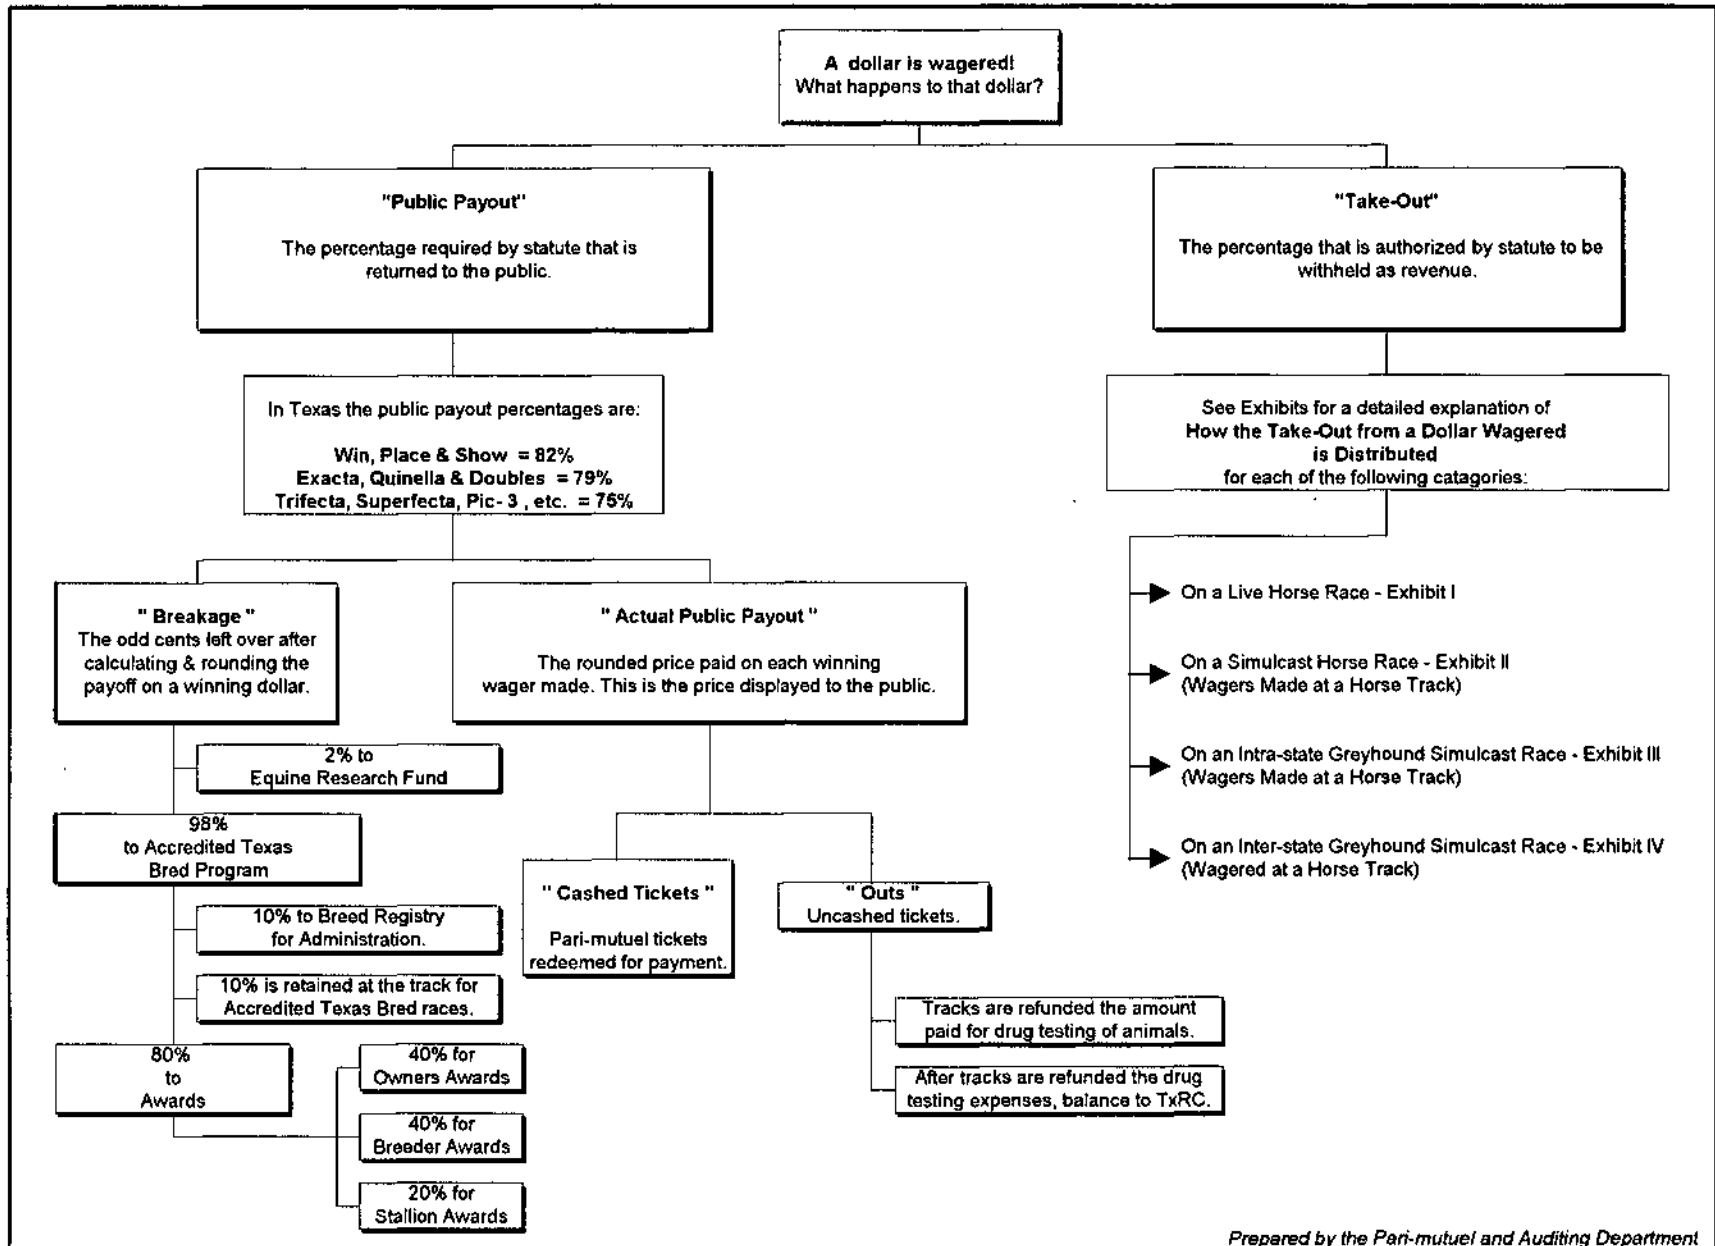 A dollar is wagered!
What happens to that dollar?
"Public Payout"
The percentage required by statute that is
returned to the public.
"Take-Out"
The percentage that is authorized by statute to be
withheld as revenue.
In Texas the public payout percentages are:
Win, Place & Show = 82%
Exacta, Quinella & Doubles = 79%
Trifecta, Superfecta, Pic- 3 , etc. = 75%
See Exhibits for a detailed explanation of
How the Take-Out from a Dollar Wagered
is Distributed
for each of the following catagories:
" Breakage "
The odd cents left over after
calculating & rounding the
payoff on a winning dollar.
" Actual Public Payout "
The rounded price paid on each winning
wager made. This is the price displayed to the public.
On a Live Horse Race - Exhibit I
On a Simulcast Horse Race - Exhibit II
(Wagers Made at a Horse Track)
On an Intra-state Greyhound Simulcast Race - Exhibit III
(Wagers Made at a Horse Track)
On an Inter-state Greyhound Simulcast Race - Exhibit IV
(Wagered at a Horse Track)
2% to
Equine Research Fund
98%
to Accredited Texas
Bred Program
10% to Breed Registry
for Administration.
10% is retained at the track for
Accredited Texas Bred races.
80%
to
Awards
40% for
Owners Awards
40% for
Breeder Awards
20% for
Stallion Awards
" Cashed Tickets "
Pari-mutuel tickets
redeemed for payment.
" Outs "
Uncashed tickets.
Tracks are refunded the amount
paid for drug testing of animals.
After tracks are refunded the drug
testing expenses, balance to TxRC.
Prepared by the Pari-mutuel and Auditing Department